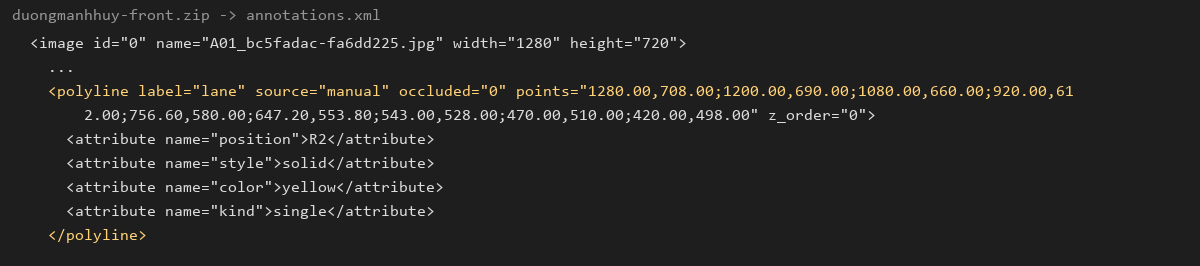 duongmanhhuy-front.zip -> annotations.xml
<image id="0" name="A01_bc5fadac-fa6dd225.jpg" width="1280" height="720">
...
<polyline label="lane" source="manual" occluded="0" points="1280.00,708.00;1200.00,690.00;1080.00,660.00;920.00,61
2.00;756.60,580.00;647.20,553.80;543.00,528.00;470.00,510.00;420.00,498.00" z_order="0">
<attribute name="position">R2</attribute>
<attribute name="style">solid</attribute>
<attribute name="color">yellow</attribute>
<attribute name="kind">single</attribute>
</polyline>